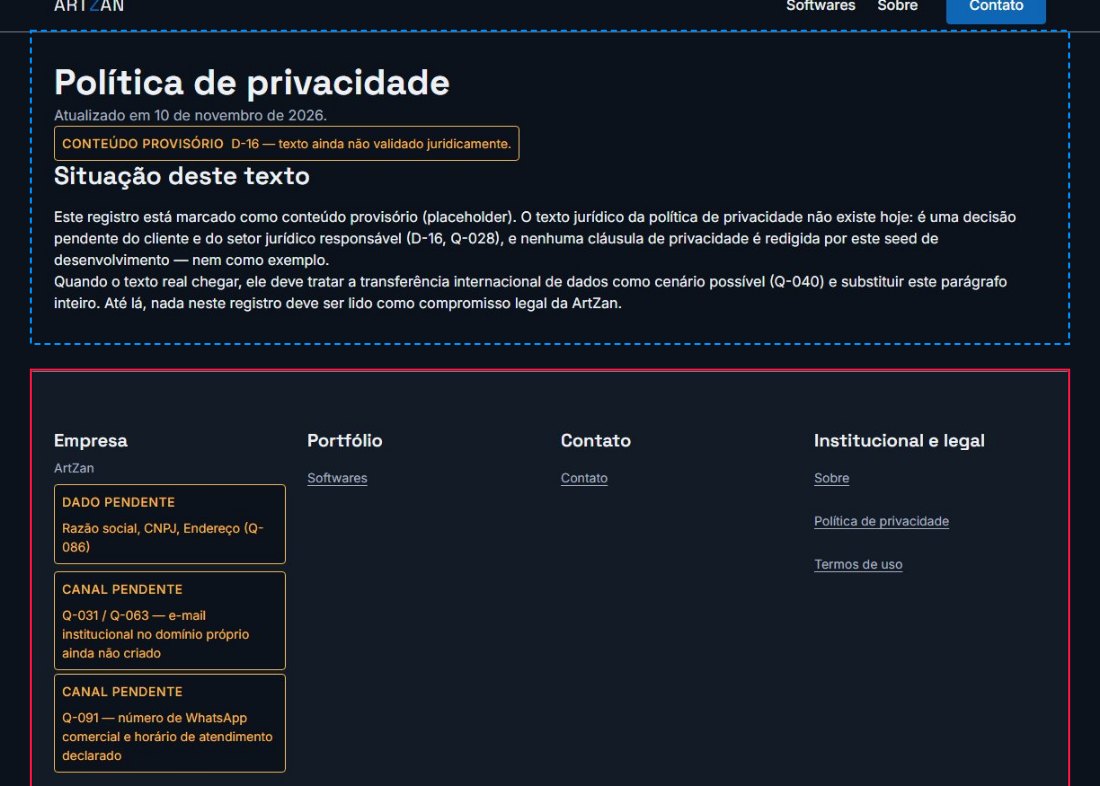 ARTZAN
Softwares Sobre Contato
Política de privacidade
Atualizado em 10 de novembro de 2026.
CONTEÚDO PROVISÓRIO D-16 — texto ainda não validado juridicamente.
Situação deste texto
Este registro está marcado como conteúdo provisório (placeholder). O texto jurídico da política de privacidade não existe hoje: é uma decisão
pendente do cliente e do setor jurídico responsável (D-16, Q-028), e nenhuma cláusula de privacidade é redigida por este seed de
desenvolvimento — nem como exemplo.
Quando o texto real chegar, ele deve tratar a transferência internacional de dados como cenário possível (Q-040) e substituir este parágrafo
inteiro. Até lá, nada neste registro deve ser lido como compromisso legal da ArtZan.
Empresa
ArtZan
DADO PENDENTE
Razão social, CNPJ, Endereço (Q-
086)
CANAL PENDENTE
Q-031 / Q-063 — e-mail
institucional no domínio próprio
ainda não criado
CANAL PENDENTE
Q-091 — número de WhatsApp
comercial e horário de atendimento
declarado
Portfólio
Softwares
Contato
Contato
Institucional e legal
Sobre
Política de privacidade
Termos de uso